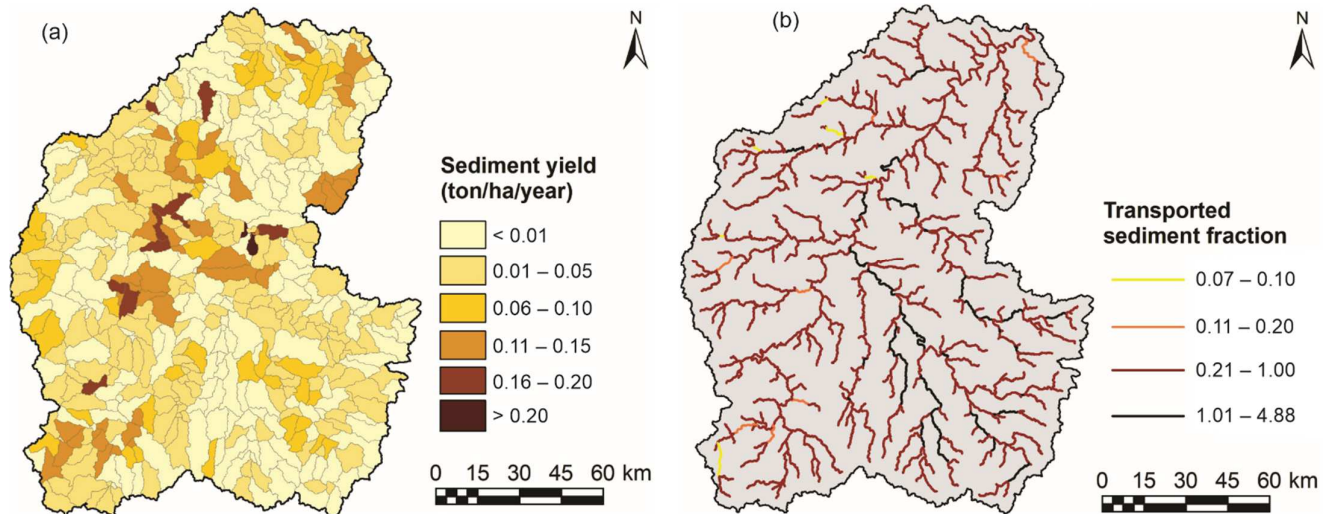 (a)
N
Sediment yield
(ton/ha/year)
< 0.01
0.01 – 0.05
0.06 – 0.10
0.11 – 0.15
0.16 – 0.20
> 0.20
0 15 30 45 60 km
(b)
N
Transported
sediment fraction
0.07 – 0.10
0.11 – 0.20
0.21 – 1.00
1.01 – 4.88
0 15 30 45 60 km